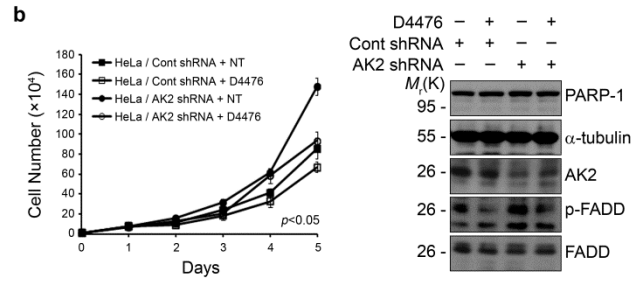 b
180
160
140
120
100
80
60
40
20
0
Cell Number (×10⁴)
HeLa / Cont shRNA + NT
HeLa / Cont shRNA + D4476
HeLa / AK2 shRNA + NT
HeLa / AK2 shRNA + D4476
p<0.05
0 1 2 3 4 5
Days
D4476 – + – +
Cont shRNA + + – –
AK2 shRNA – – + +
Mr(K)
95 - PARP-1
55 - α-tubulin
26 - AK2
26 - p-FADD
26 - FADD